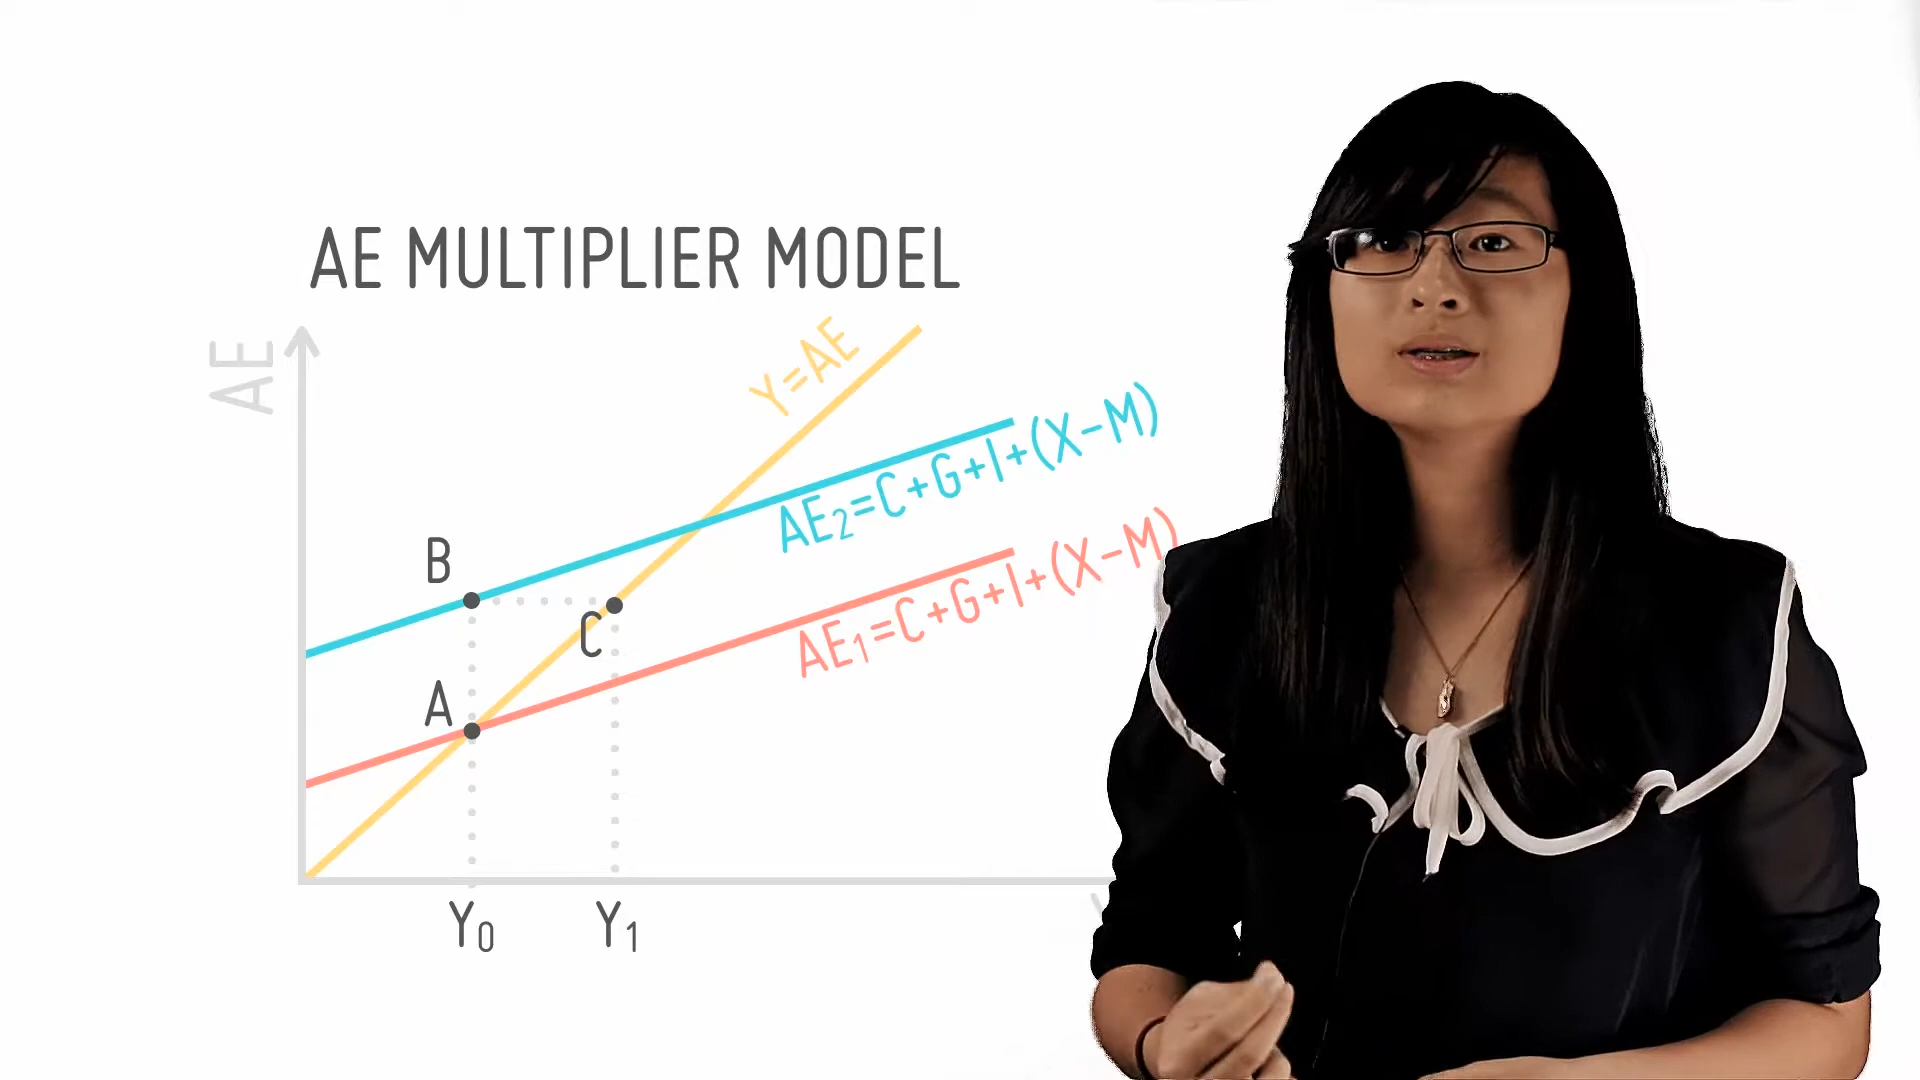 AE MULTIPLIER MODEL
AE
Y=AE
AE₂=C+G+I+(X-M)
AE₁=C+G+I+(X-M)
B
C
A
Y₀
Y₁